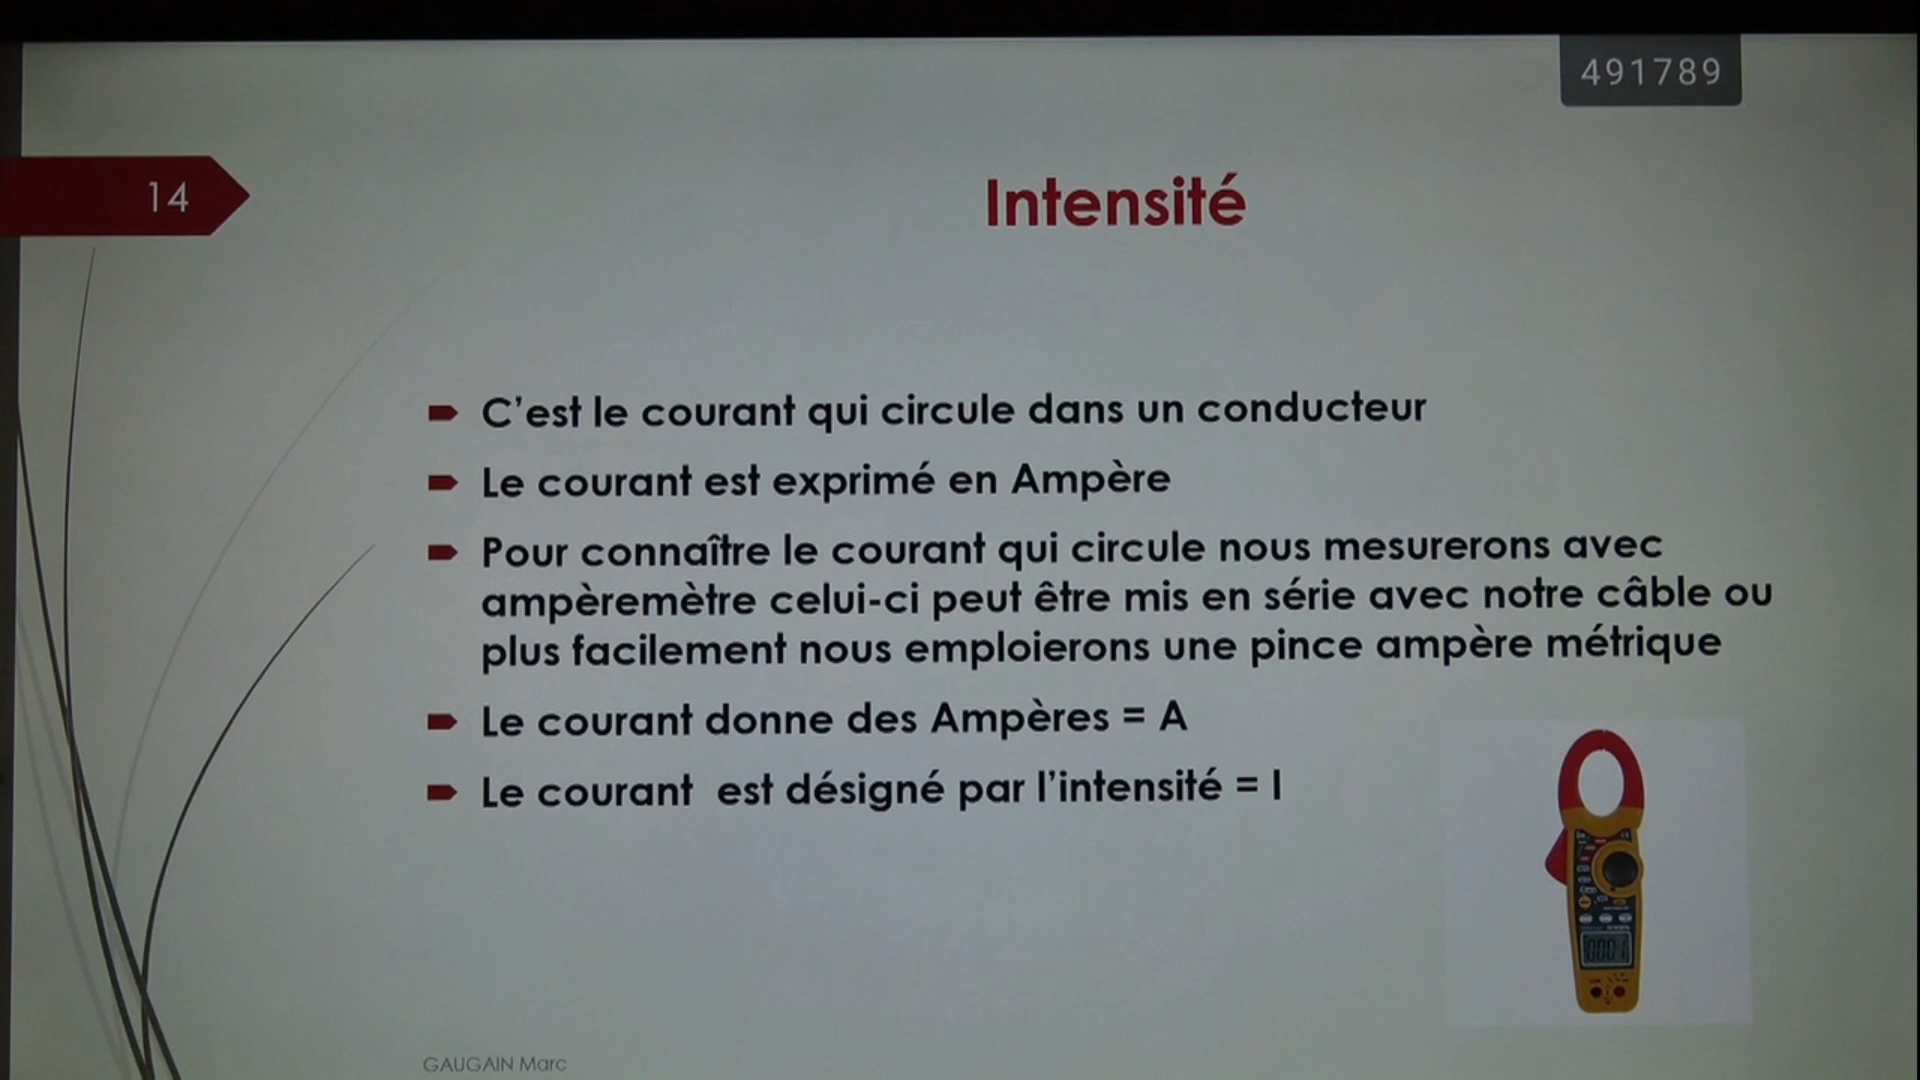 491789
14
Intensité
C'est le courant qui circule dans un conducteur
Le courant est exprimé en Ampère
Pour connaître le courant qui circule nous mesurerons avec
ampèremètre celui-ci peut être mis en série avec notre câble ou
plus facilement nous emploierons une pince ampère métrique
Le courant donne des Ampères = A
Le courant  est désigné par l'intensité = I
GAUGAIN Marc